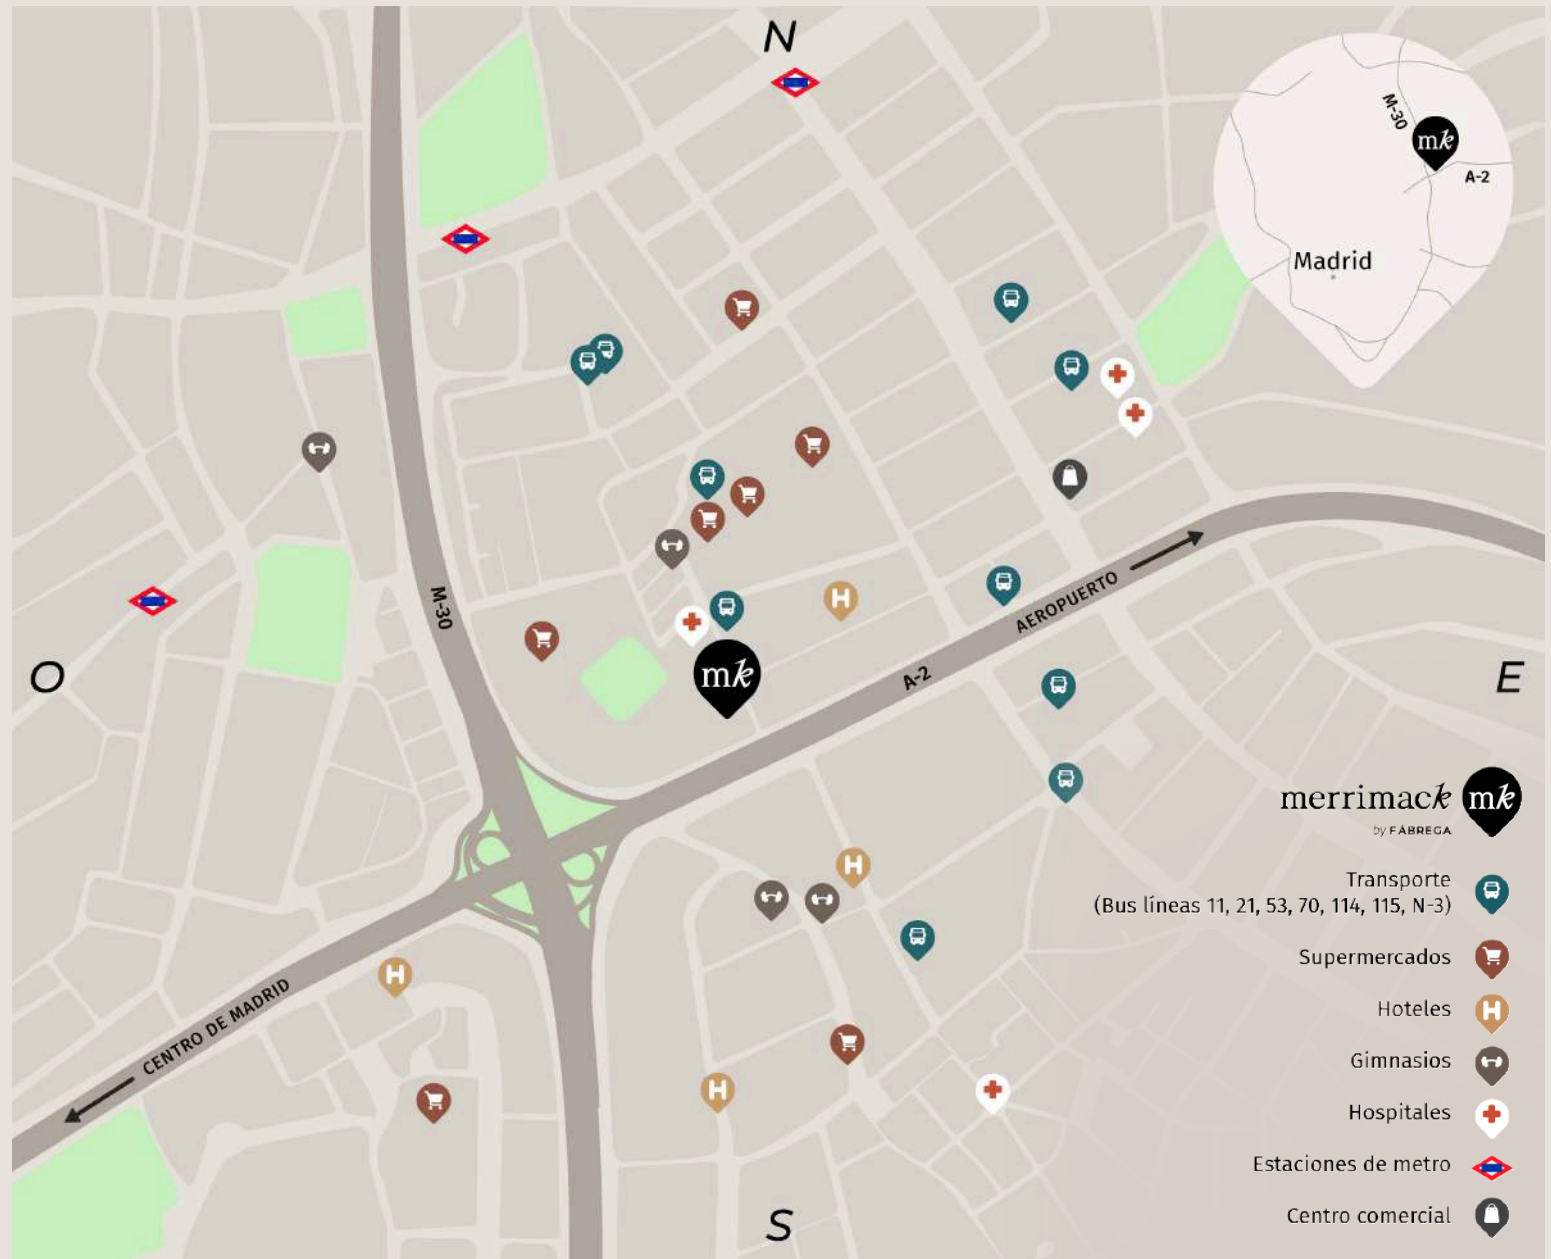 N
M-30
mk
A-2
Madrid
H
M-30
mk
AEROPUERTO
A-2
O
E
merrimack mk
by FÁBREGA
H
Transporte
(Bus líneas 11, 21, 53, 70, 114, 115, N-3)
Supermercados
H
CENTRO DE MADRID
Hoteles H
Gimnasios
H
Hospitales
Estaciones de metro
Centro comercial
S